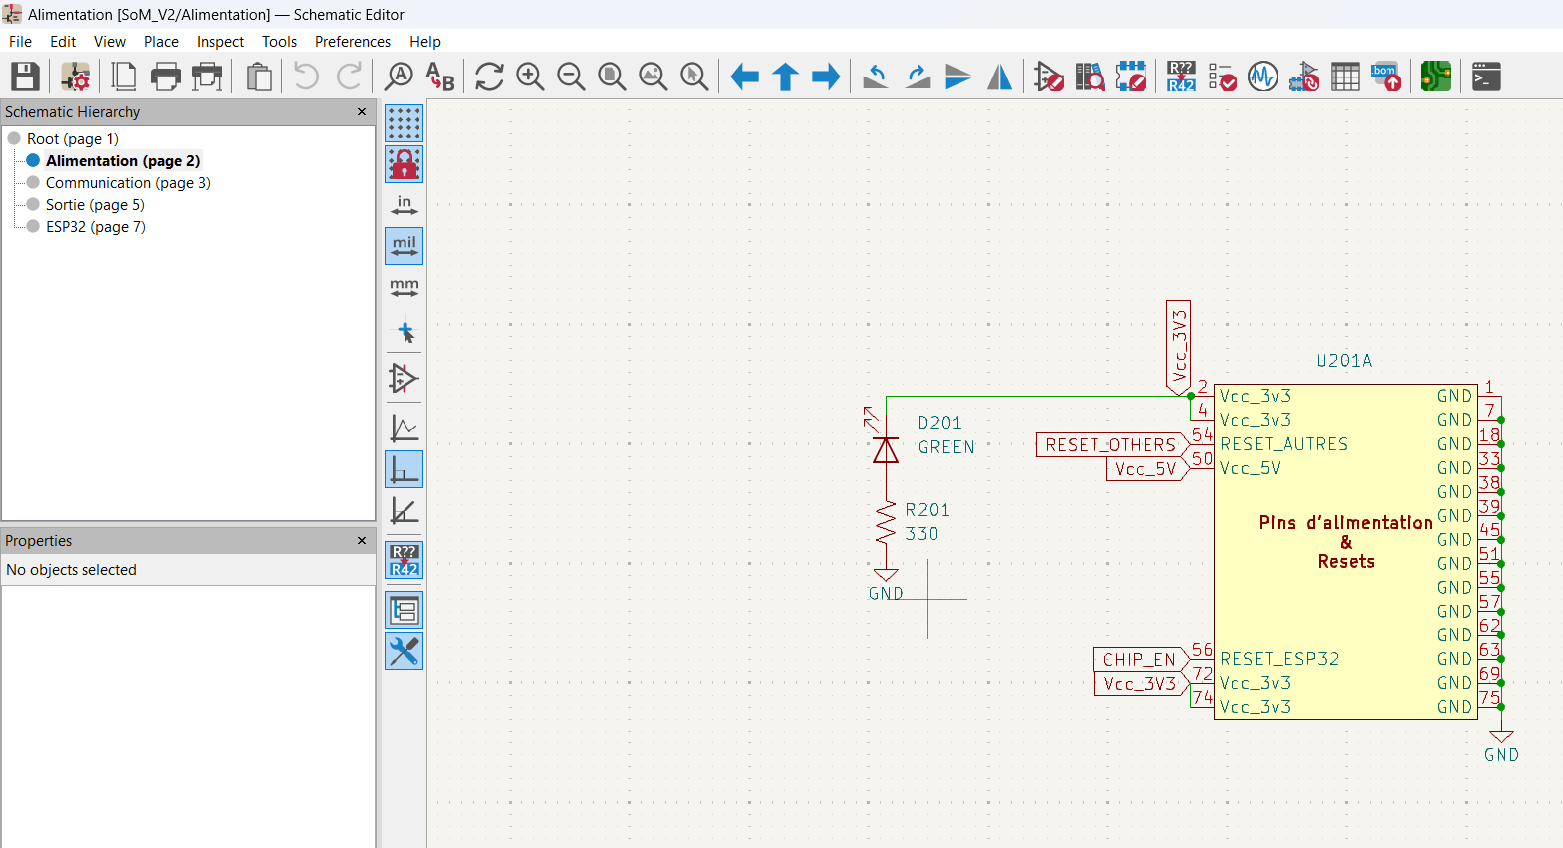 Alimentation [SoM_V2/Alimentation] — Schematic Editor
File Edit View Place Inspect Tools Preferences Help
A
A B
R??
R42
.bom
>_
Schematic Hierarchy
Root (page 1)
Alimentation (page 2)
Communication (page 3)
Sortie (page 5)
ESP32 (page 7)
Properties
No objects selected
in
mil
mm
R??
R42
Vcc_3V3
D201
GREEN
R201
330
GND
RESET_OTHERS
Vcc_5V
CHIP_EN
Vcc_3V3
U201A
2 Vcc_3v3 GND 1
4 Vcc_3v3 GND 7
54 RESET_AUTRES GND 18
50 Vcc_5V GND 33
GND 38
GND 39
Pins d'alimentation
&
Resets
GND 45
GND 51
GND 55
GND 57
GND 62
56 RESET_ESP32 GND 63
72 Vcc_3v3 GND 69
74 Vcc_3v3 GND 75
GND